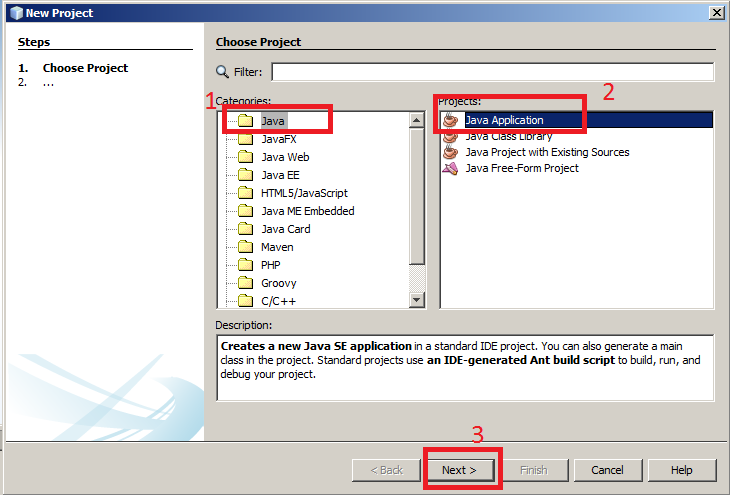 New Project
Steps
1. Choose Project
2. ...
Choose Project
Filter:
1
Categories:
Java
JavaFX
Java Web
Java EE
HTML5/JavaScript
Java ME Embedded
Java Card
Maven
PHP
Groovy
C/C++
2
Projects:
Java Application
Java Class Library
Java Project with Existing Sources
Java Free-Form Project
Description:
Creates a new Java SE application in a standard IDE project. You can also generate a main
class in the project. Standard projects use an IDE-generated Ant build script to build, run, and
debug your project.
3
< Back
Next >
Finish
Cancel
Help